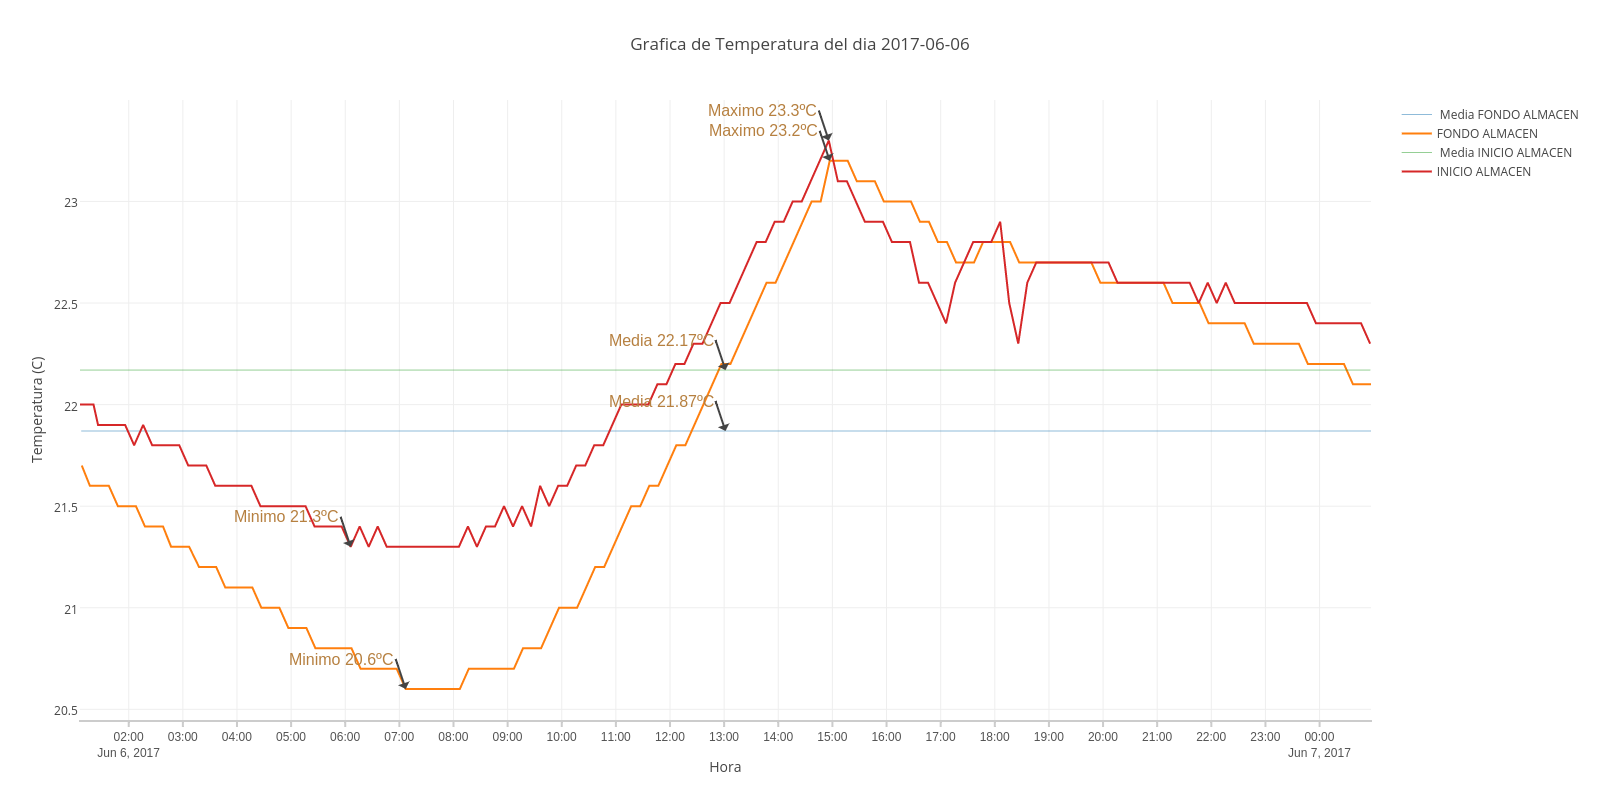 Grafica de Temperatura del dia 2017-06-06
Maximo 23.3ºC
Maximo 23.2ºC
Media 22.17ºC
Media 21.87ºC
Minimo 21.3ºC
Minimo 20.6ºC
Media FONDO ALMACEN
FONDO ALMACEN
Media INICIO ALMACEN
INICIO ALMACEN
Temperatura (C)
23
22.5
22
21.5
21
20.5
02:00 03:00 04:00 05:00 06:00 07:00 08:00 09:00 10:00 11:00 12:00 13:00 14:00 15:00 16:00 17:00 18:00 19:00 20:00 21:00 22:00 23:00 00:00
Jun 6, 2017 Jun 7, 2017
Hora